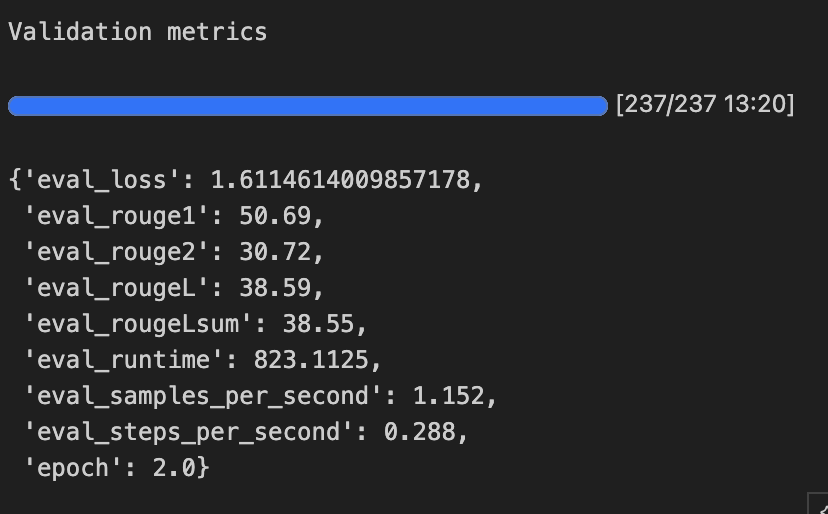 Validation metrics
[237/237 13:20]
{'eval_loss': 1.6114614009857178,
'eval_rouge1': 50.69,
'eval_rouge2': 30.72,
'eval_rougeL': 38.59,
'eval_rougeLsum': 38.55,
'eval_runtime': 823.1125,
'eval_samples_per_second': 1.152,
'eval_steps_per_second': 0.288,
'epoch': 2.0}